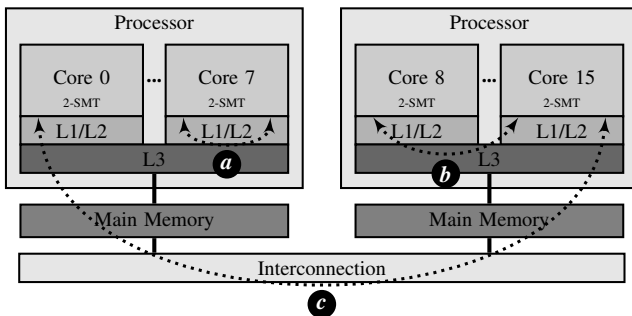 Processor
Processor
Core 0
...
Core 7
Core 8
...
Core 15
2-SMT
2-SMT
2-SMT
2-SMT
L1/L2
L1/L2
L1/L2
L1/L2
L3
L3
a
b
Main Memory
Main Memory
Interconnection
c